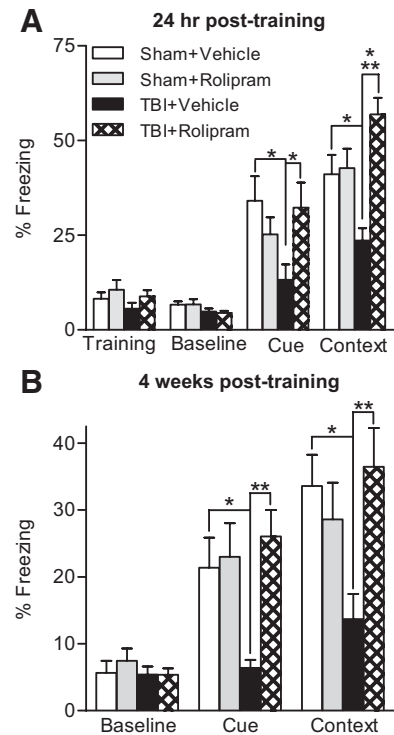 A
24 hr post-training
75
50
25
0
% Freezing
Sham+Vehicle
Sham+Rolipram
TBI+Vehicle
TBI+Rolipram
*
*
*
*
**
Training Baseline Cue Context
B
4 weeks post-training
40
30
20
10
0
% Freezing
*
**
*
**
Baseline Cue Context